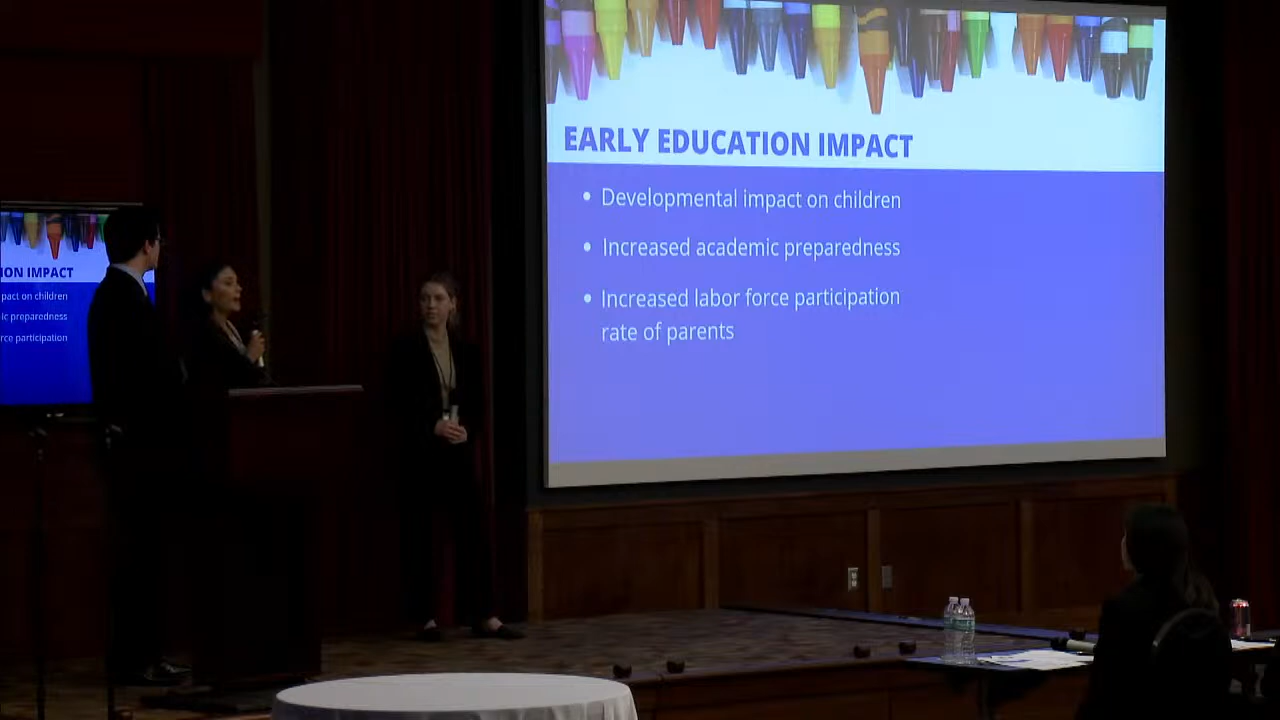 EARLY EDUCATION IMPACT
• Developmental impact on children
• Increased academic preparedness
• Increased labor force participation
rate of parents
ION IMPACT
pact on children
ic preparedness
rce participation